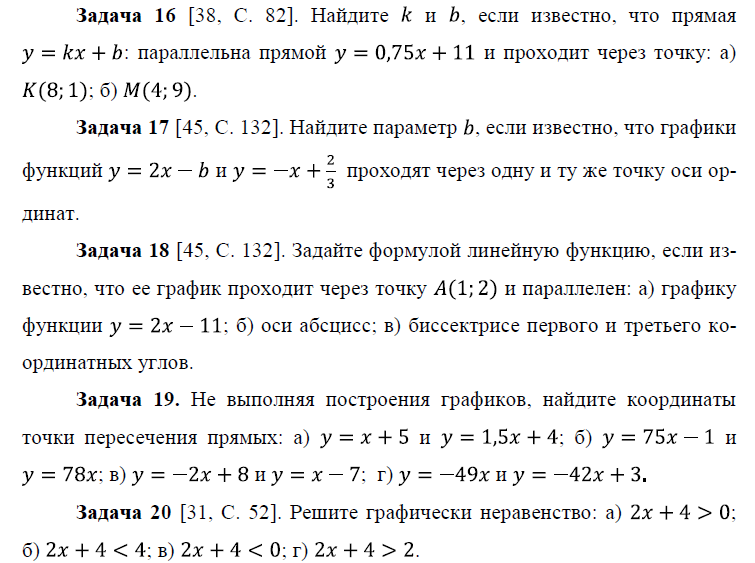 Задача 16 [38, С. 82]. Найдите k и b, если известно, что прямая
y = kx + b: параллельна прямой y = 0,75x + 11 и проходит через точку: а)
K(8; 1); б) M(4; 9).
Задача 17 [45, С. 132]. Найдите параметр b, если известно, что графики
функций y = 2x − b и y = −x + 2/3 проходят через одну и ту же точку оси ор-
динат.
Задача 18 [45, С. 132]. Задайте формулой линейную функцию, если из-
вестно, что ее график проходит через точку A(1; 2) и параллелен: а) графику
функции y = 2x − 11; б) оси абсцисс; в) биссектрисе первого и третьего ко-
ординатных углов.
Задача 19. Не выполняя построения графиков, найдите координаты
точки пересечения прямых: а) y = x + 5 и y = 1,5x + 4; б) y = 75x − 1 и
y = 78x; в) y = −2x + 8 и y = x − 7; г) y = −49x и y = −42x + 3.
Задача 20 [31, С. 52]. Решите графически неравенство: а) 2x + 4 > 0;
б) 2x + 4 < 4; в) 2x + 4 < 0; г) 2x + 4 > 2.